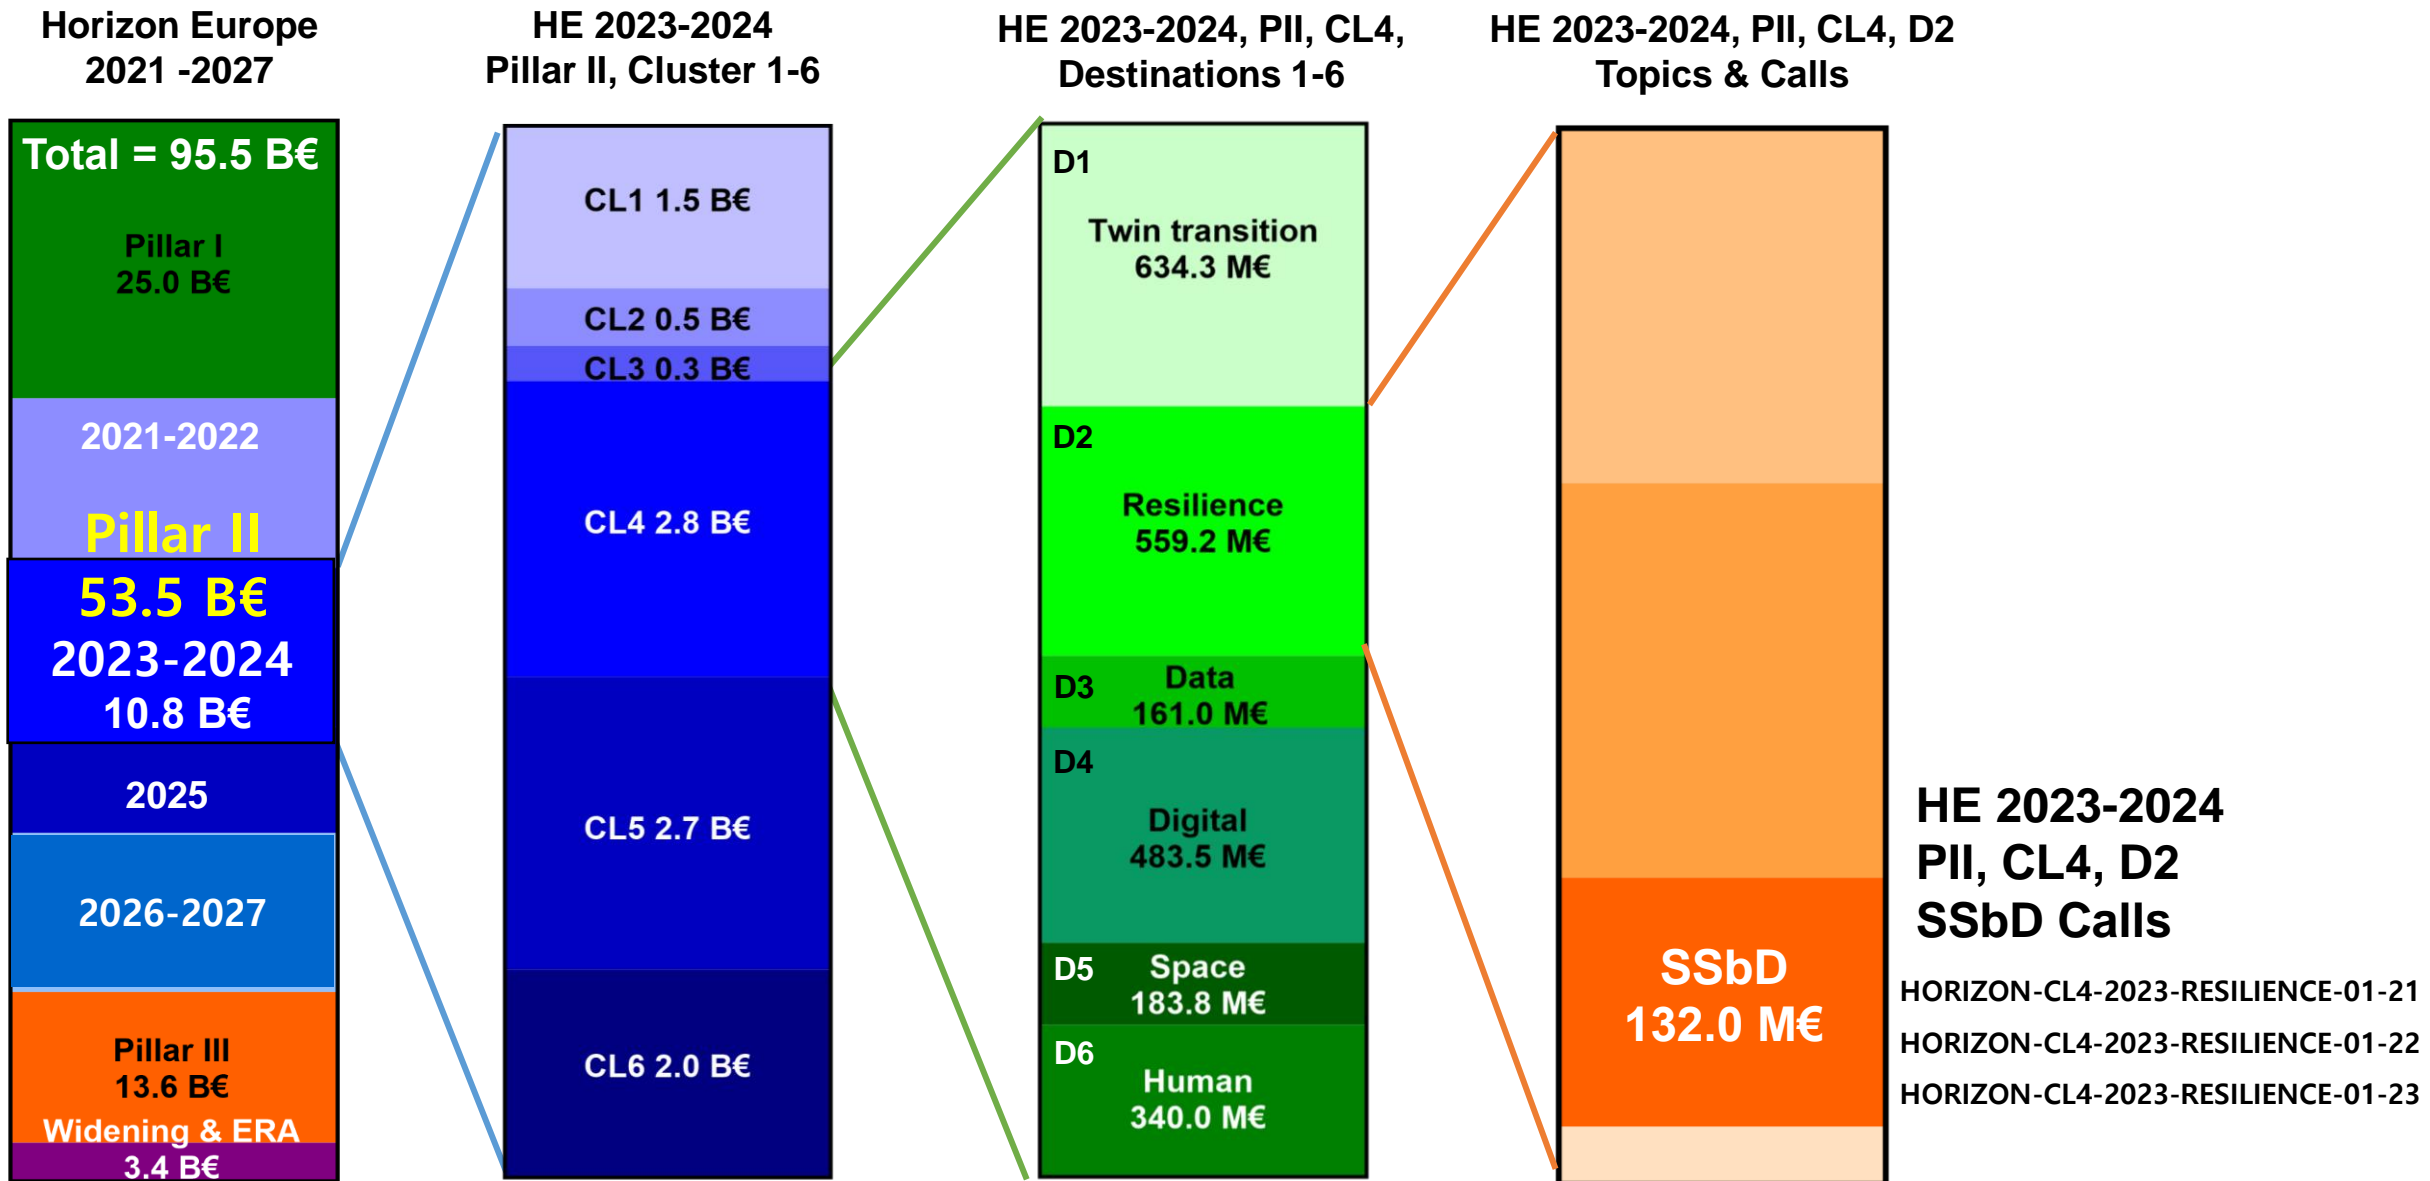 Horizon Europe
2021 -2027
Total = 95.5 B€
Pillar I
25.0 B€
2021-2022
Pillar II
53.5 B€
2023-2024
10.8 B€
2025
2026-2027
Pillar III
13.6 B€
Widening & ERA
3.4 B€
HE 2023-2024
Pillar II, Cluster 1-6
CL1 1.5 B€
CL2 0.5 B€
CL3 0.3 B€
CL4 2.8 B€
CL5 2.7 B€
CL6 2.0 B€
HE 2023-2024, PII, CL4,
Destinations 1-6
D1
Twin transition
634.3 M€
D2
Resilience
559.2 M€
D3
Data
161.0 M€
D4
Digital
483.5 M€
D5
Space
183.8 M€
D6
Human
340.0 M€
HE 2023-2024, PII, CL4, D2
Topics & Calls
SSbD
132.0 M€
HE 2023-2024
PII, CL4, D2
SSbD Calls
HORIZON-CL4-2023-RESILIENCE-01-21
HORIZON-CL4-2023-RESILIENCE-01-22
HORIZON-CL4-2023-RESILIENCE-01-23